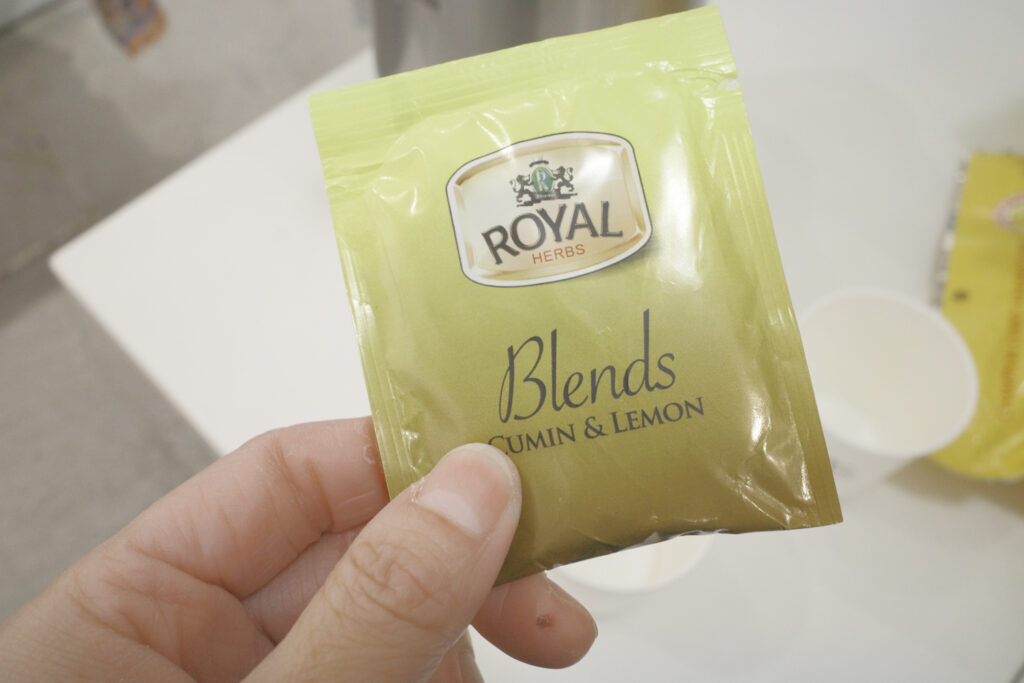 R
ROYAL
HERBS
Blends
CUMIN & LEMON